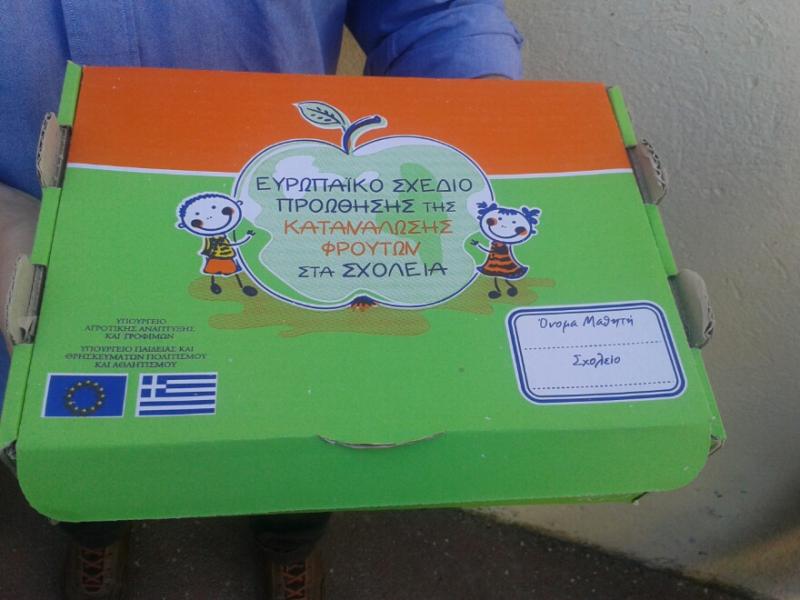 ΕΥΡΩΠΑΪΚΟ ΣΧΕΔΙΟ
ΠΡΟΩΘΗΣΗΣ ΤΗΣ
ΚΑΤΑΝΑΛΩΣΗΣ
ΦΡΟΥΤΩΝ
ΣΤΑ ΣΧΟΛΕΙΑ
ΥΠΟΥΡΓΕΙΟ
ΑΓΡΟΤΙΚΗΣ ΑΝΑΠΤΥΞΗΣ
ΚΑΙ ΤΡΟΦΙΜΩΝ
ΥΠΟΥΡΓΕΙΟ ΠΑΙΔΕΙΑΣ ΚΑΙ
ΘΡΗΣΚΕΥΜΑΤΩΝ ΠΟΛΙΤΙΣΜΟΥ
ΚΑΙ ΑΘΛΗΤΙΣΜΟΥ
Όνομα Μαθητή
Σχολείο